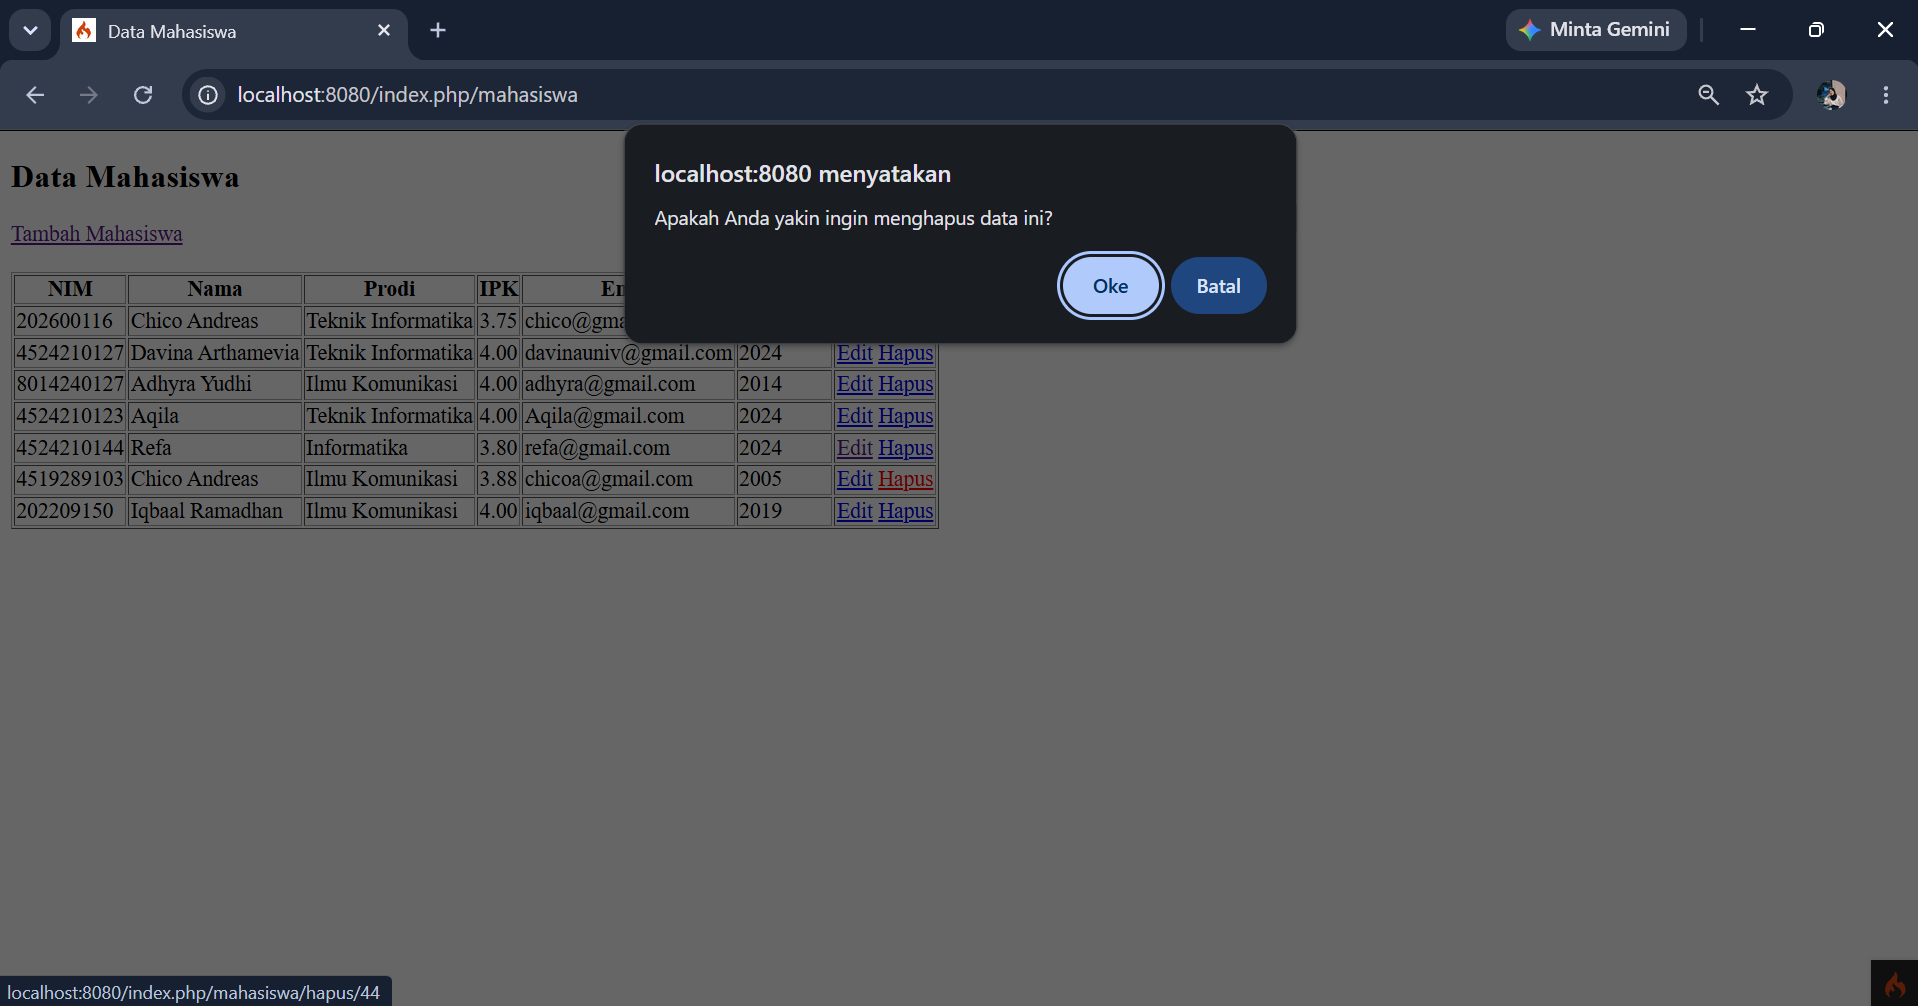 Data Mahasiswa
Minta Gemini
localhost:8080/index.php/mahasiswa
localhost:8080 menyatakan
Apakah Anda yakin ingin menghapus data ini?
Oke Batal
Data Mahasiswa
Tambah Mahasiswa
NIM Nama Prodi IPK
202600116 Chico Andreas Teknik Informatika 3.75 chico@gma
4524210127 Davina Arthamevia Teknik Informatika 4.00 davinauniv@gmail.com 2024 Edit Hapus
8014240127 Adhyra Yudhi Ilmu Komunikasi 4.00 adhyra@gmail.com 2014 Edit Hapus
4524210123 Aqila Teknik Informatika 4.00 Aqila@gmail.com 2024 Edit Hapus
4524210144 Refa Informatika 3.80 refa@gmail.com 2024 Edit Hapus
4519289103 Chico Andreas Ilmu Komunikasi 3.88 chicoa@gmail.com 2005 Edit Hapus
202209150 Iqbaal Ramadhan Ilmu Komunikasi 4.00 iqbaal@gmail.com 2019 Edit Hapus
localhost:8080/index.php/mahasiswa/hapus/44